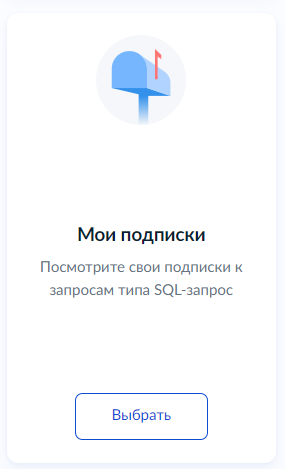 Мои подписки
Посмотрите свои подписки к
запросам типа SQL-запрос
Выбрать